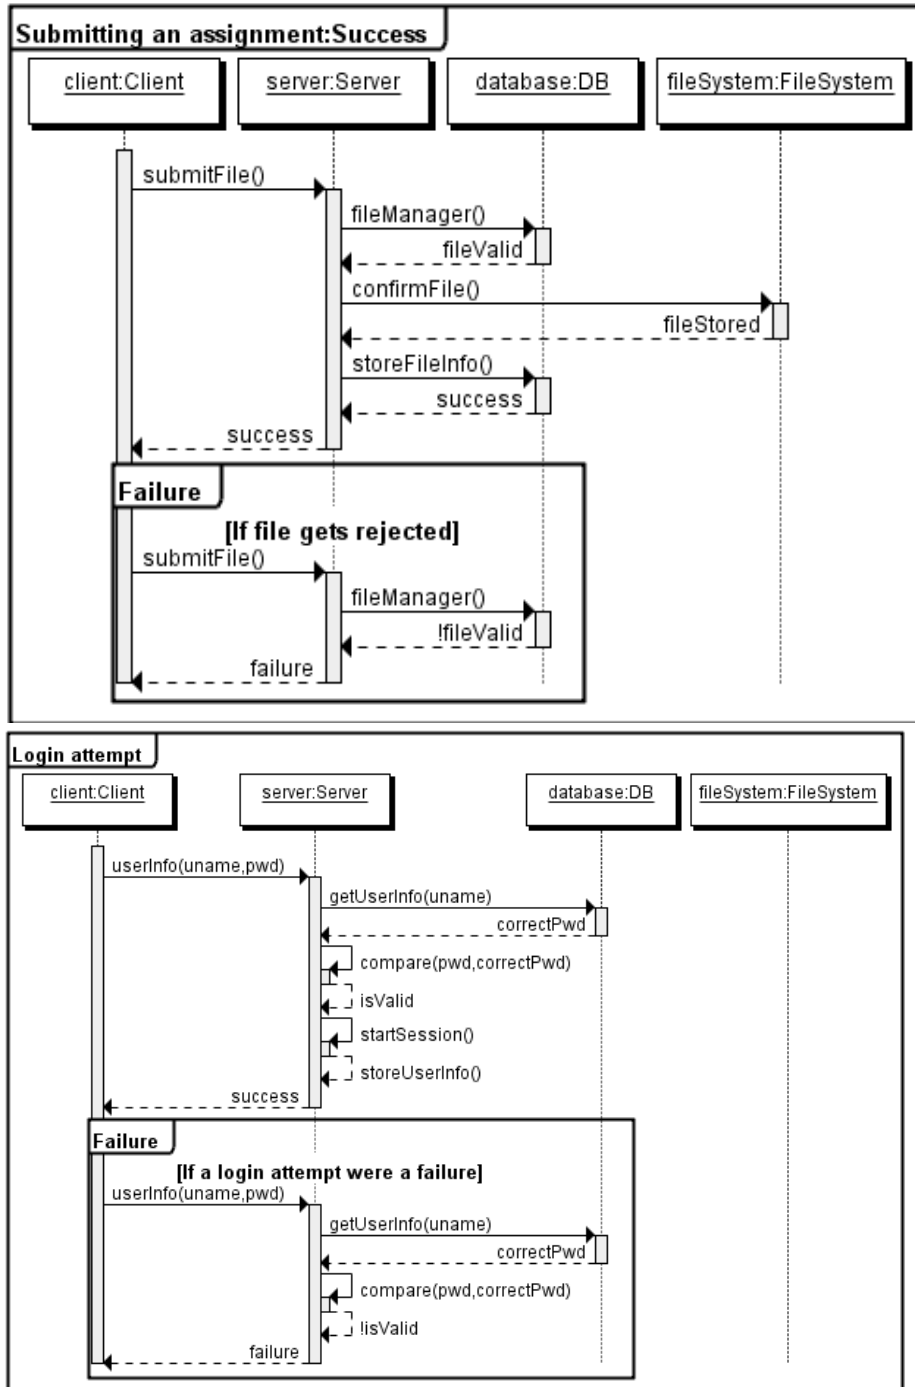 Submitting an assignment:Success
client:Client server:Server database:DB fileSystem:FileSystem
submitFile()
fileManager()
fileValid
confirmFile()
fileStored
storeFileInfo()
success
success
Failure
[If file gets rejected]
submitFile()
fileManager()
!fileValid
failure
Login attempt
client:Client server:Server database:DB fileSystem:FileSystem
userInfo(uname,pwd)
getUserInfo(uname)
correctPwd
compare(pwd,correctPwd)
isValid
startSession()
storeUserInfo()
success
Failure
[If a login attempt were a failure]
userInfo(uname,pwd)
getUserInfo(uname)
correctPwd
compare(pwd,correctPwd)
!isValid
failure